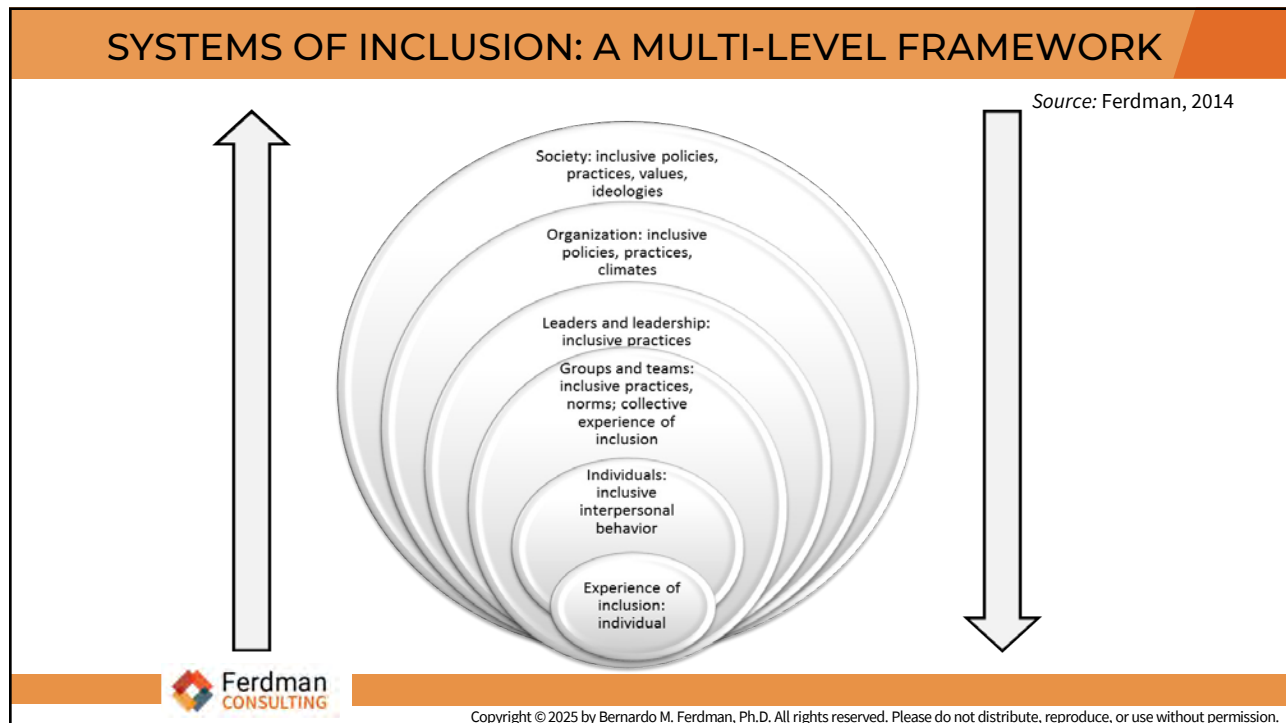 SYSTEMS OF INCLUSION: A MULTI-LEVEL FRAMEWORK
Source: Ferdman, 2014
Society: inclusive policies,
practices, values,
ideologies
Organization: inclusive
policies, practices,
climates
Leaders and leadership:
inclusive practices
Groups and teams:
inclusive practices,
norms; collective
experience of
inclusion
Individuals:
inclusive
interpersonal
behavior
Experience of
inclusion:
individual
Ferdman
CONSULTING
Copyright © 2025 by Bernardo M. Ferdman, Ph.D. All rights reserved. Please do not distribute, reproduce, or use without permission.